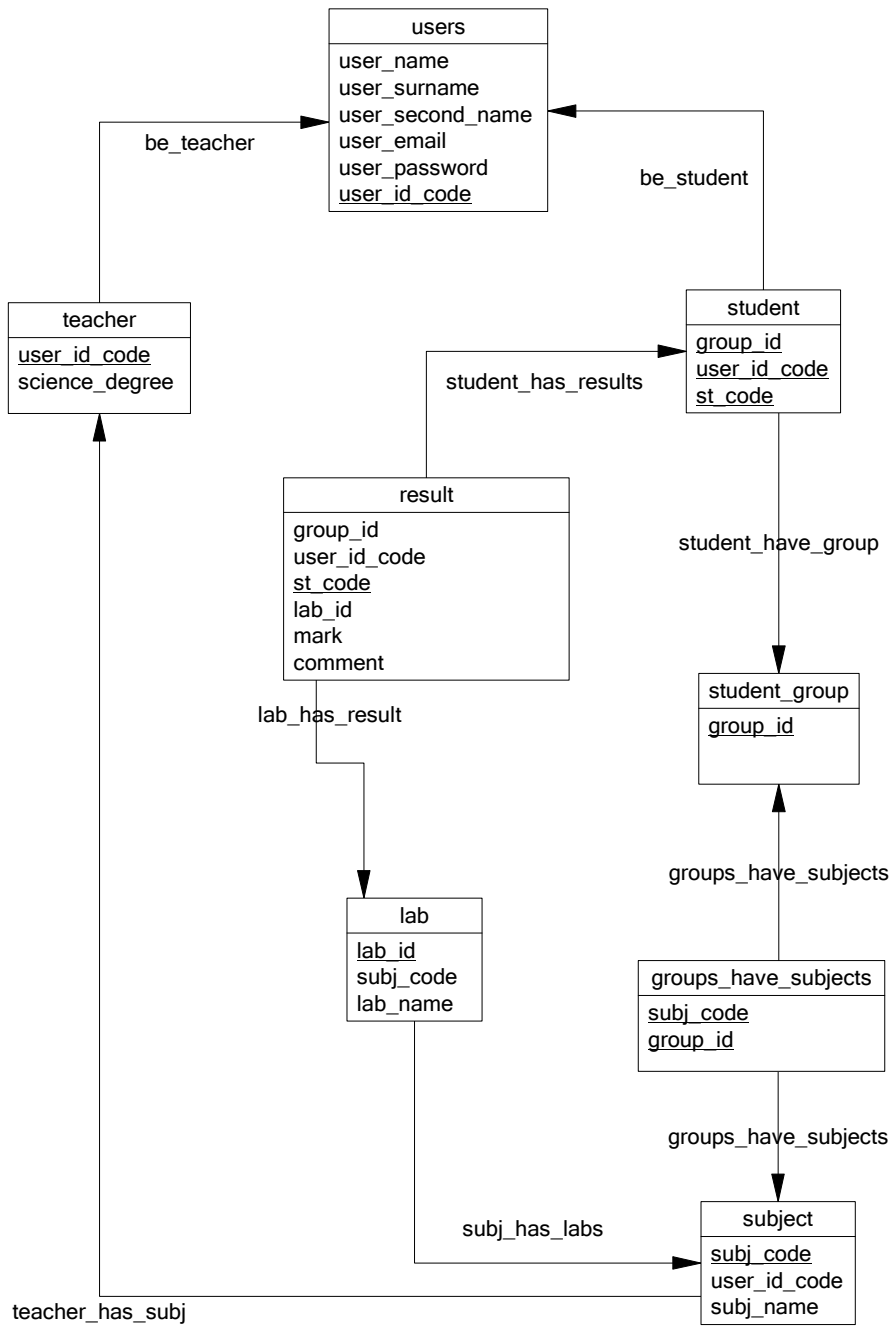 users
user_name
user_surname
user_second_name
user_email
user_password
user_id_code
be_teacher
be_student
teacher
user_id_code
science_degree
student
group_id
user_id_code
st_code
student_has_results
result
group_id
user_id_code
st_code
lab_id
mark
comment
student_have_group
lab_has_result
student_group
group_id
groups_have_subjects
lab
lab_id
subj_code
lab_name
groups_have_subjects
subj_code
group_id
groups_have_subjects
subj_has_labs
subject
subj_code
user_id_code
subj_name
teacher_has_subj